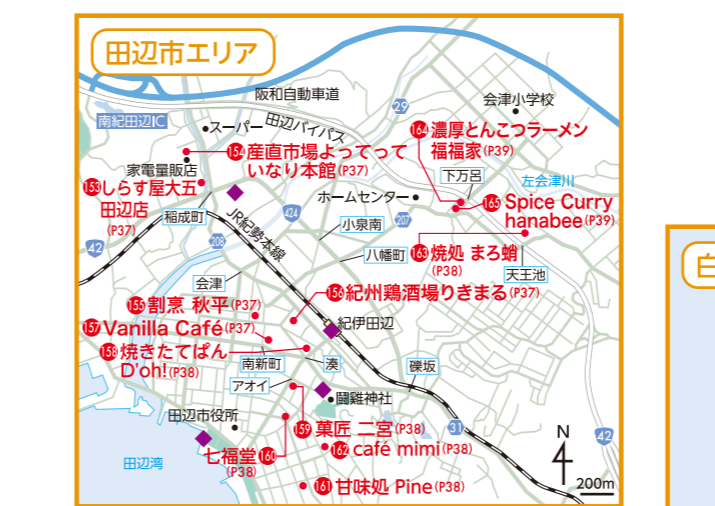 田辺市エリア
阪和自動車道
29
会津小学校
南紀田辺IC
スーパー
田辺バイパス
164 濃厚とんこつラーメン
福福家(P39)
154 産直市場よってって
いなり本館(P37)
家電量販店
下万呂
左会津川
153 しらす屋大五
田辺店
(P37)
ホームセンター
165 Spice Curry
hanabee(P39)
稲成町
JR紀勢本線
424
小泉南
207
42
208
八幡町
163 焼処 まろ蛸
(P38)
天王池
会津
156 紀州鶏酒場りきまる(P37)
155 割烹 秋平(P37)
157 Vanilla Café(P37)
紀伊田辺
158 焼きたてぱん
D'oh!(P38)
南新町
湊
礫坂
アオイ
闘雞神社
田辺市役所
159 菓匠 二宮(P38)
31
N
42
七福堂 160
(P38)
162 café mimi(P38)
田辺湾
161 甘味処 Pine(P38)
200m
白